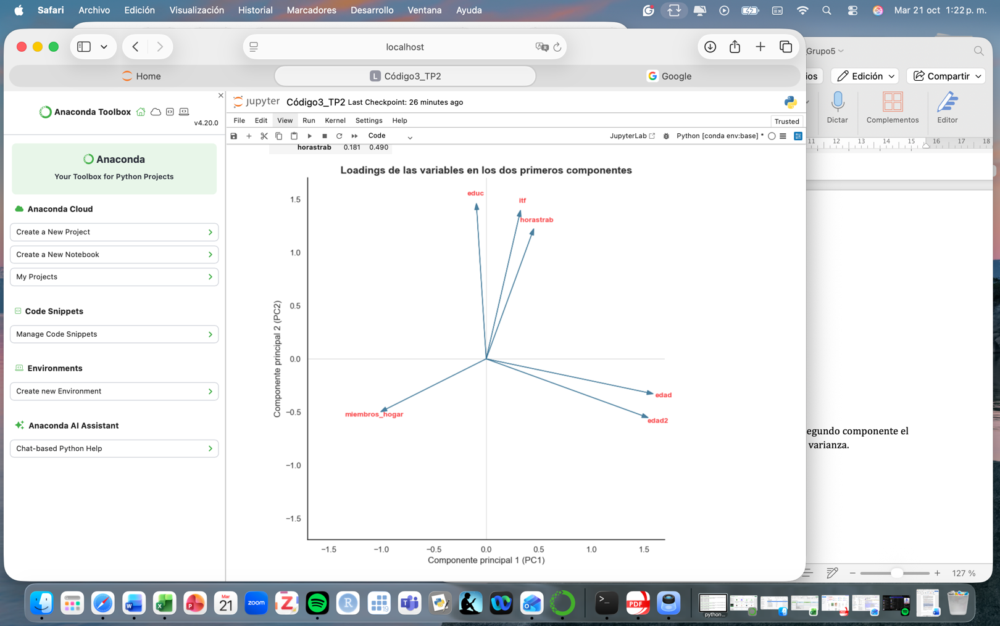 Safari Archivo Edición Visualización Historial Marcadores Desarrollo Ventana Ayuda
Mar 21 oct 1:22 p. m.
localhost
Home
L Código3_TP2
Google
Grupo5
ios
Edición
Compartir
Dictar
Complementos
Editor
11 12 13 14 15 16 17 18
Anaconda Toolbox
v4.20.0
Anaconda
Your Toolbox for Python Projects
Anaconda Cloud
Create a New Project
Create a New Notebook
My Projects
Code Snippets
Manage Code Snippets
Environments
Create new Environment
Anaconda AI Assistant
Chat-based Python Help
jupyter Código3_TP2 Last Checkpoint: 26 minutes ago
File Edit View Run Kernel Settings Help
Trusted
Code
JupyterLab
Python [conda env:base] *
horastrab 0.181 0.490
Loadings de las variables en los dos primeros componentes
educ
itf
horastrab
edad
edad2
miembros_hogar
Componente principal 2 (PC2)
1.5
1.0
0.5
0.0
−0.5
−1.0
−1.5
−1.5 −1.0 −0.5 0.0 0.5 1.0 1.5
Componente principal 1 (PC1)
egundo componente el
varianza.
127 %
W
X
P
Mar
21
zoom
Z
R
19
T
>_
PDF
python...